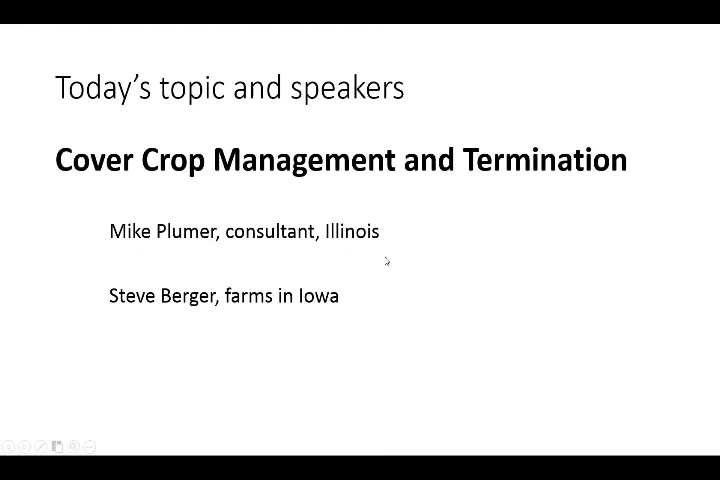 Today's topic and speakers
Cover Crop Management and Termination
Mike Plumer, consultant, Illinois
Steve Berger, farms in Iowa